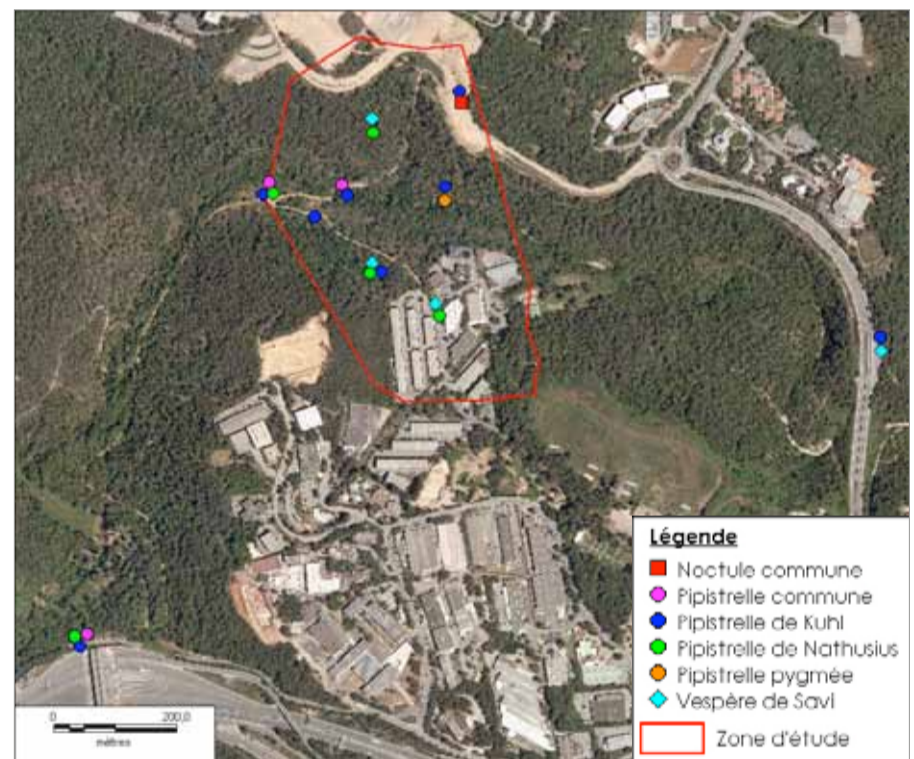 Légende
Noctule commune
Pipistrelle commune
Pipistrelle de Kuhl
Pipistrelle de Nathusius
Pipistrelle pygmée
Vespère de Savi
Zone d'étude
0 200,0
mètres